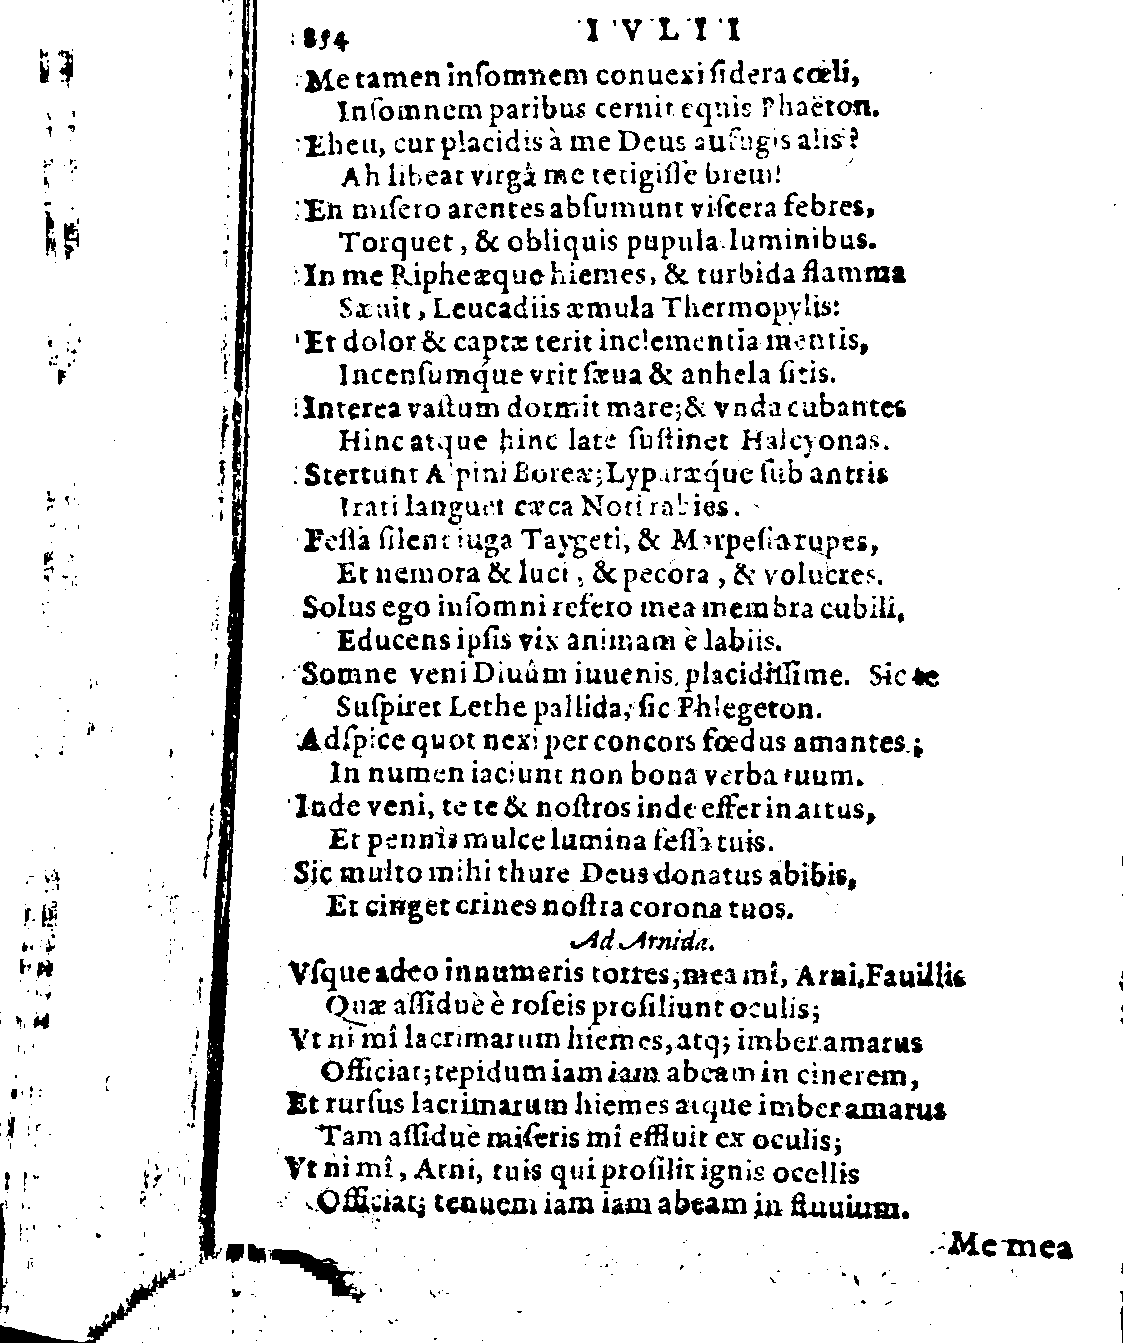 854 IVLII
Me tamen inſomnem conuexi ſidera cœli,
Inſomnem paribus cernit equis Phaëton.
Eheu, cur placidis à me Deus aufugis alis?
Ah libeat virgâ me tetigiſſe breui!
En miſero arentes abſumunt viſcera febres,
Torquet, & obliquis pupula luminibus.
In me Ripheæque hiemes, & turbida flamma
Sæuit, Leucadiis æmula Thermopylis:
Et dolor & captæ terit inclementia mentis,
Incenſumq́ue vrit ſæua & anhela ſitis.
Interea vaſtum dormit mare; & vnda cubantes
Hinc atque hinc late ſuſtinet Halcyonas.
Stertunt Alpini Boreæ; Lyparæq́ue ſub antris
Irati languet cæca Noti rabies.
Feſſa ſilent iuga Taygeti, & Marpeſia rupes,
Et nemora & luci, & pecora, & volucres.
Solus ego inſomni refero mea membra cubili,
Educens ipſis vix animam è labiis.
Somne veni Diuûm iuuenis, placidiſſime. Sic te
Suſpiret Lethe pallida, ſic Phlegeton.
Adſpice quot nexi per concors fœdus amantes;
In numen iaciunt non bona verba tuum.
Inde veni, te te & noſtros inde effer in artus,
Et pennis mulce lumina feſſa tuis.
Sic multo mihi thure Deus donatus abibis,
Et cinget crines noſtra corona tuos.
Ad Arnida.
Vſque adeo innumeris torres, mea mî, Arni, Fauillis
Quæ aſſiduè è roſeis proſiliunt oculis;
Vt ni mî lacrimarum hiemes, atq; imber amarus
Officiat; tepidum iam iam abeam in cinerem,
Et rurſus lacrimarum hiemes atque imber amarus
Tam aſſiduè miſeris mî effluit ex oculis;
Vt ni mî, Arni, tuis qui proſilit ignis ocellis
Officiat; tenuem iam iam abeam in fluuium.
Me mea